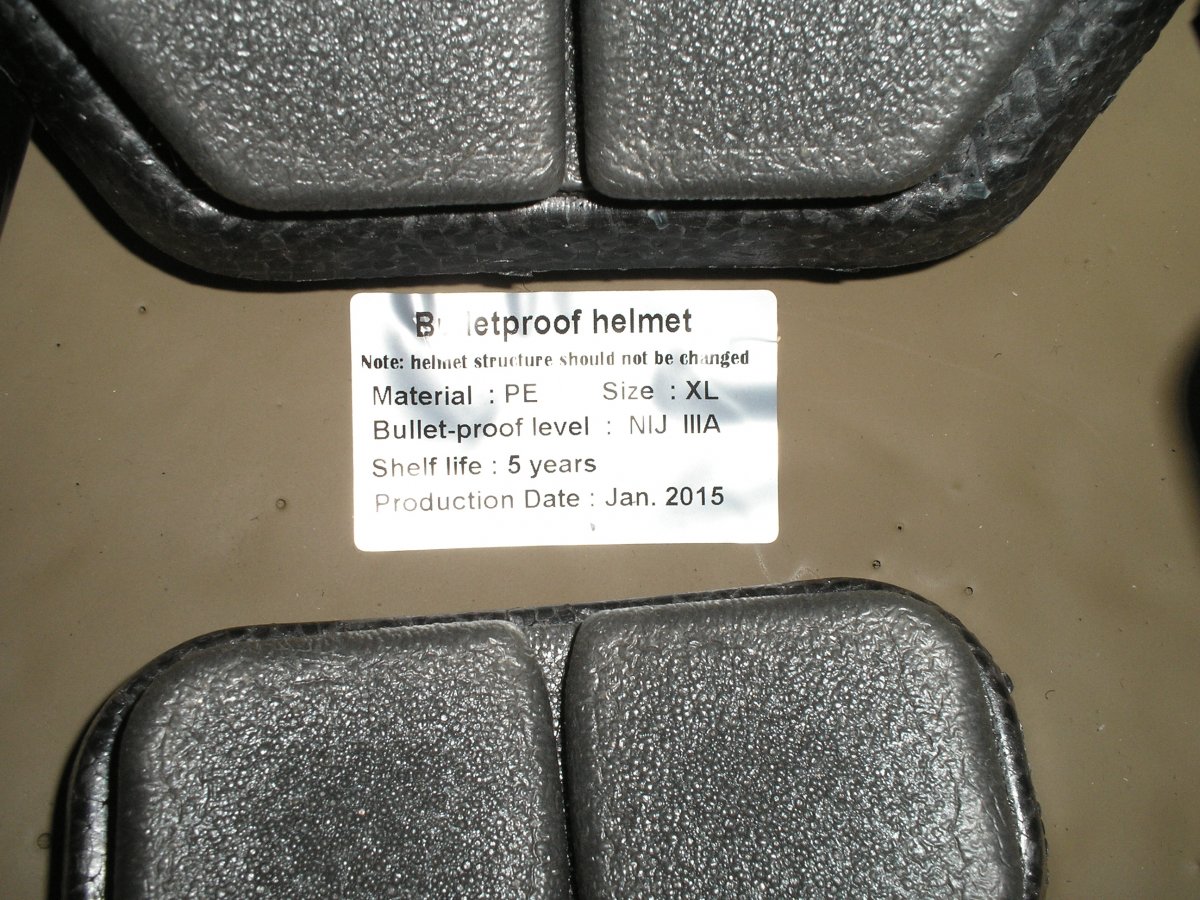 Bulletproof helmet
Note: helmet structure should not be changed
Material : PE Size : XL
Bullet-proof level : NIJ IIIA
Shelf life : 5 years
Production Date : Jan. 2015